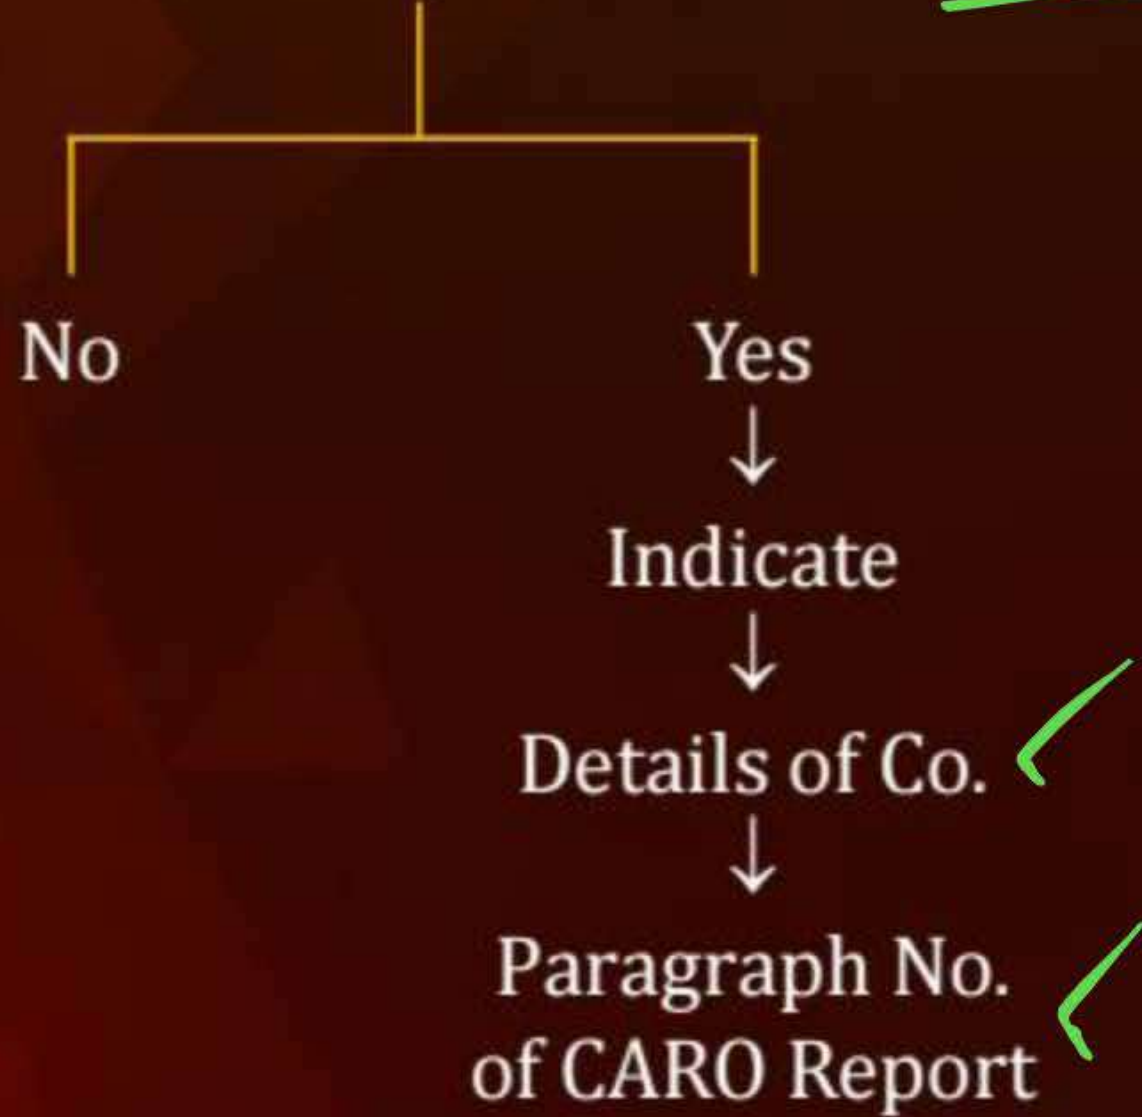 No
Yes
Indicate
Details of Co.
Paragraph No.
of CARO Report